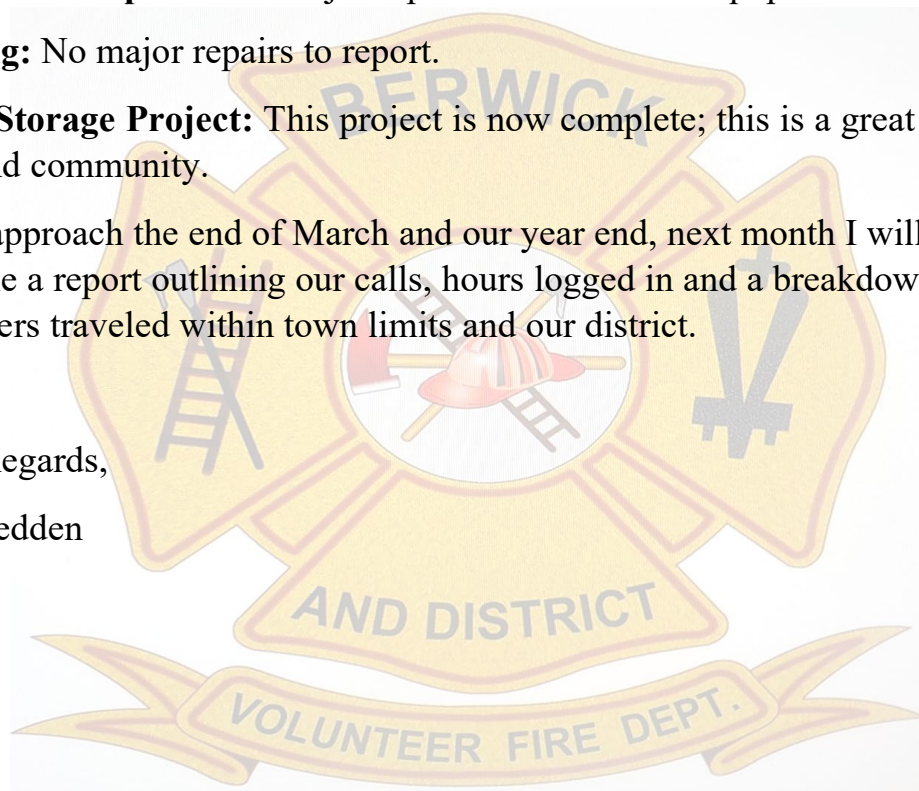 g: No major repairs to report.
Storage Project: This project is now complete; this is a great
d community.
approach the end of March and our year end, next month I will
e a report outlining our calls, hours logged in and a breakdow
ers traveled within town limits and our district.
egards,
edden
BERWICK
AND DISTRICT
VOLUNTEER FIRE DEPT.